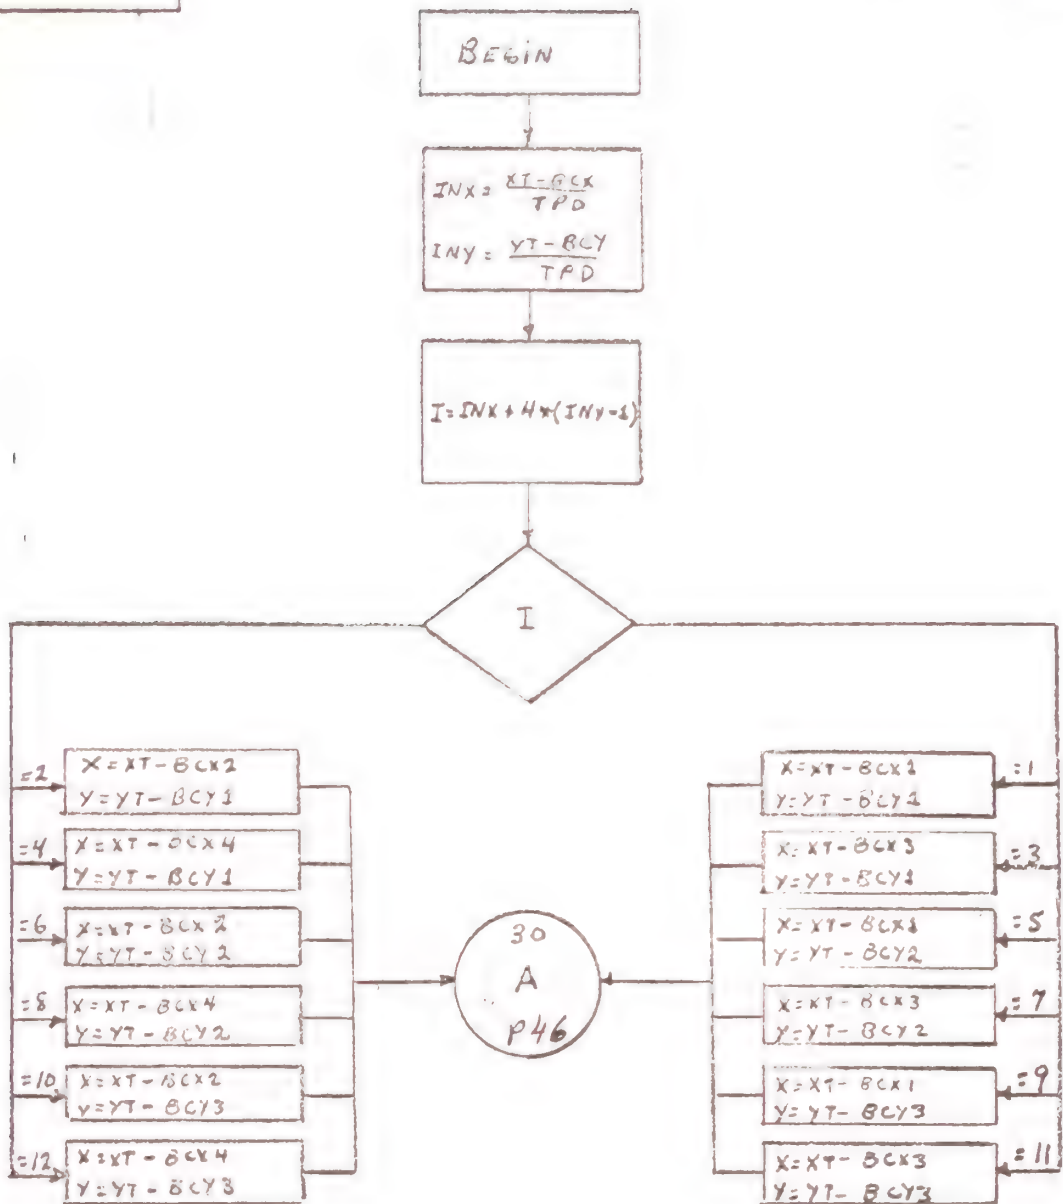 BEGIN
INX = XT-BCX
TPD
INY = YT-BCY
TPD
I=INX+4*(INY-1)
I
=2
X=XT-BCX2
Y=YT-BCY1
=4
X=XT-BCX4
Y=YT-BCY1
=6
X=XT-BCX2
Y=YT-BCY2
=8
X=XT-BCX4
Y=YT-BCY2
=10
X=XT-BCX2
Y=YT-BCY3
=12
X=XT-BCX4
Y=YT-BCY3
30
A
P46
X=XT-BCX1
Y=YT-BCY1
=1
X=XT-BCX3
Y=YT-BCY1
=3
X=XT-BCX1
Y=YT-BCY2
=5
X=XT-BCX3
Y=YT-BCY2
=7
X=XT-BCX1
Y=YT-BCY3
=9
X=XT-BCX3
Y=YT-BCY3
=11